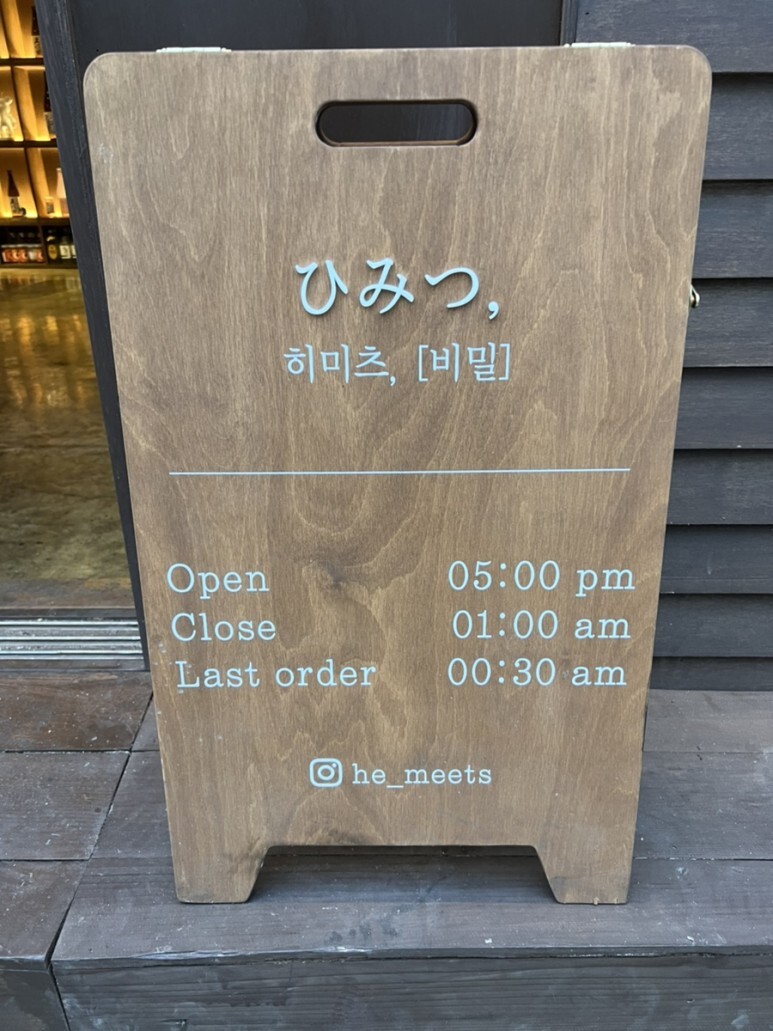 ひみつ,
히미츠, [비밀]
Open 05:00 pm
Close 01:00 am
Last order 00:30 am
he_meets